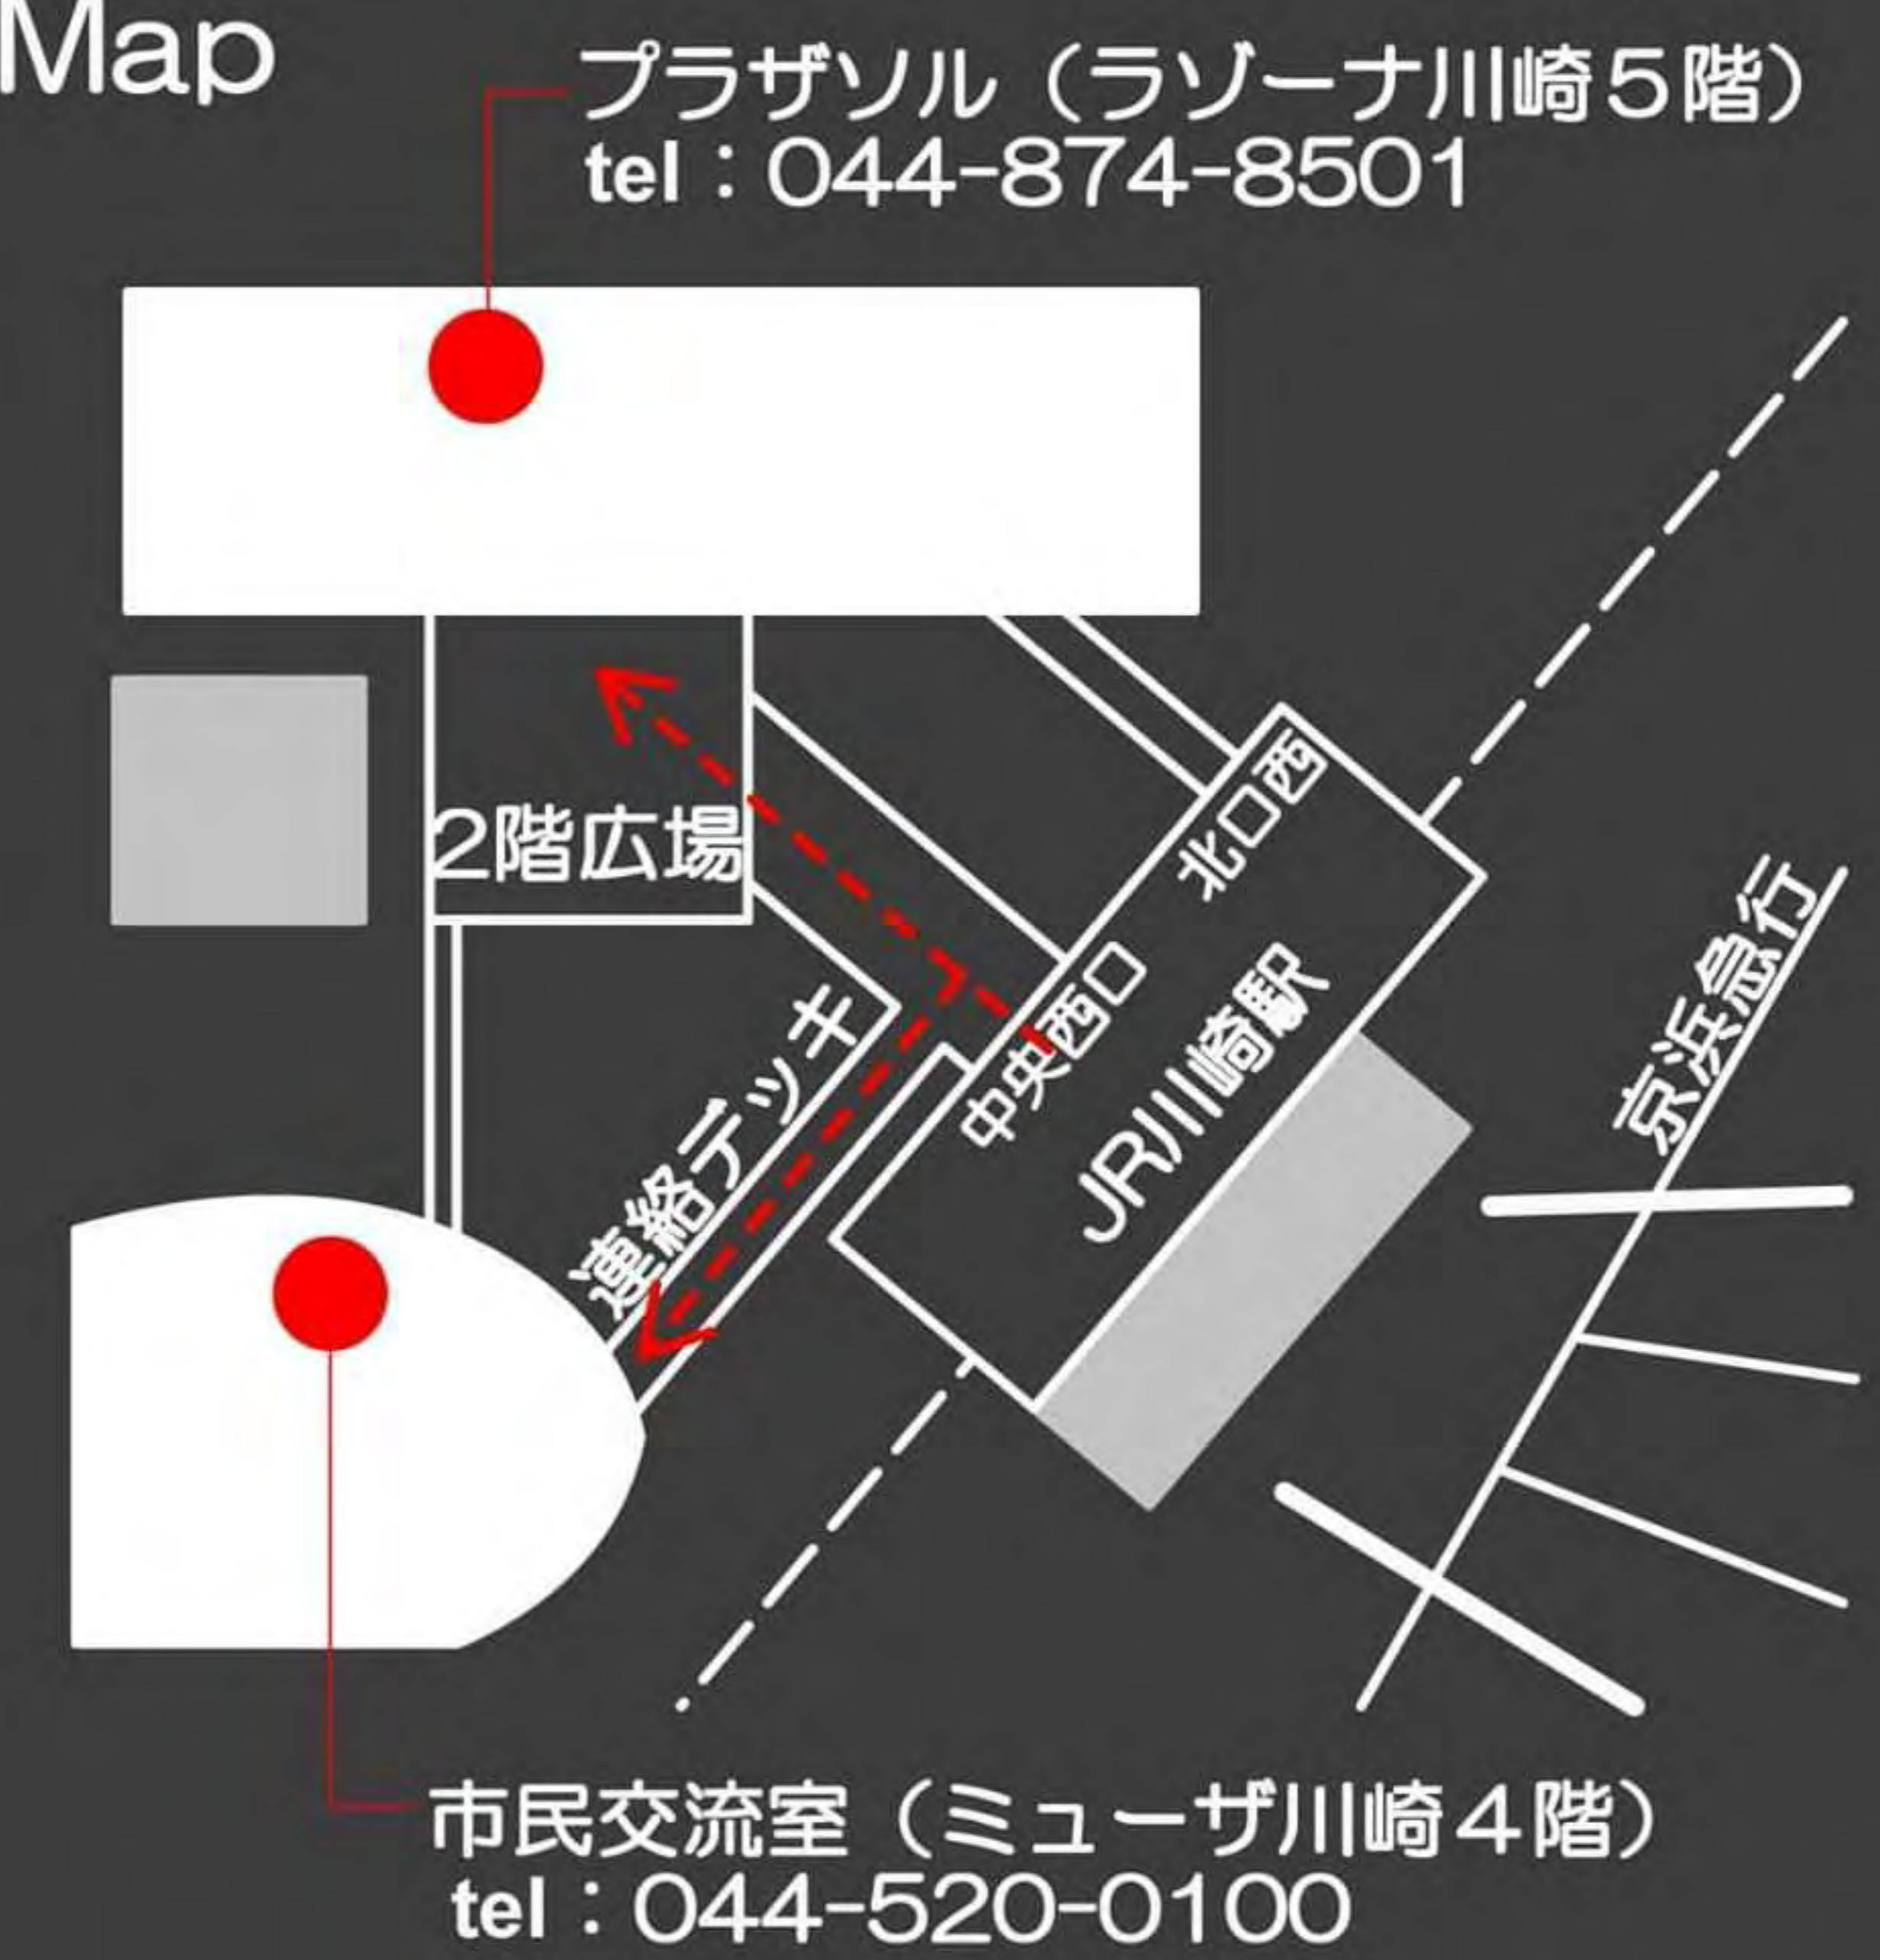 Map
プラザソル（ラゾーナ川崎５階）
tel：044-874-8501
北口西
2階広場
京浜急行
中央西口
JR川崎駅
連絡デッキ
市民交流室（ミューザ川崎４階）
tel：044-520-0100